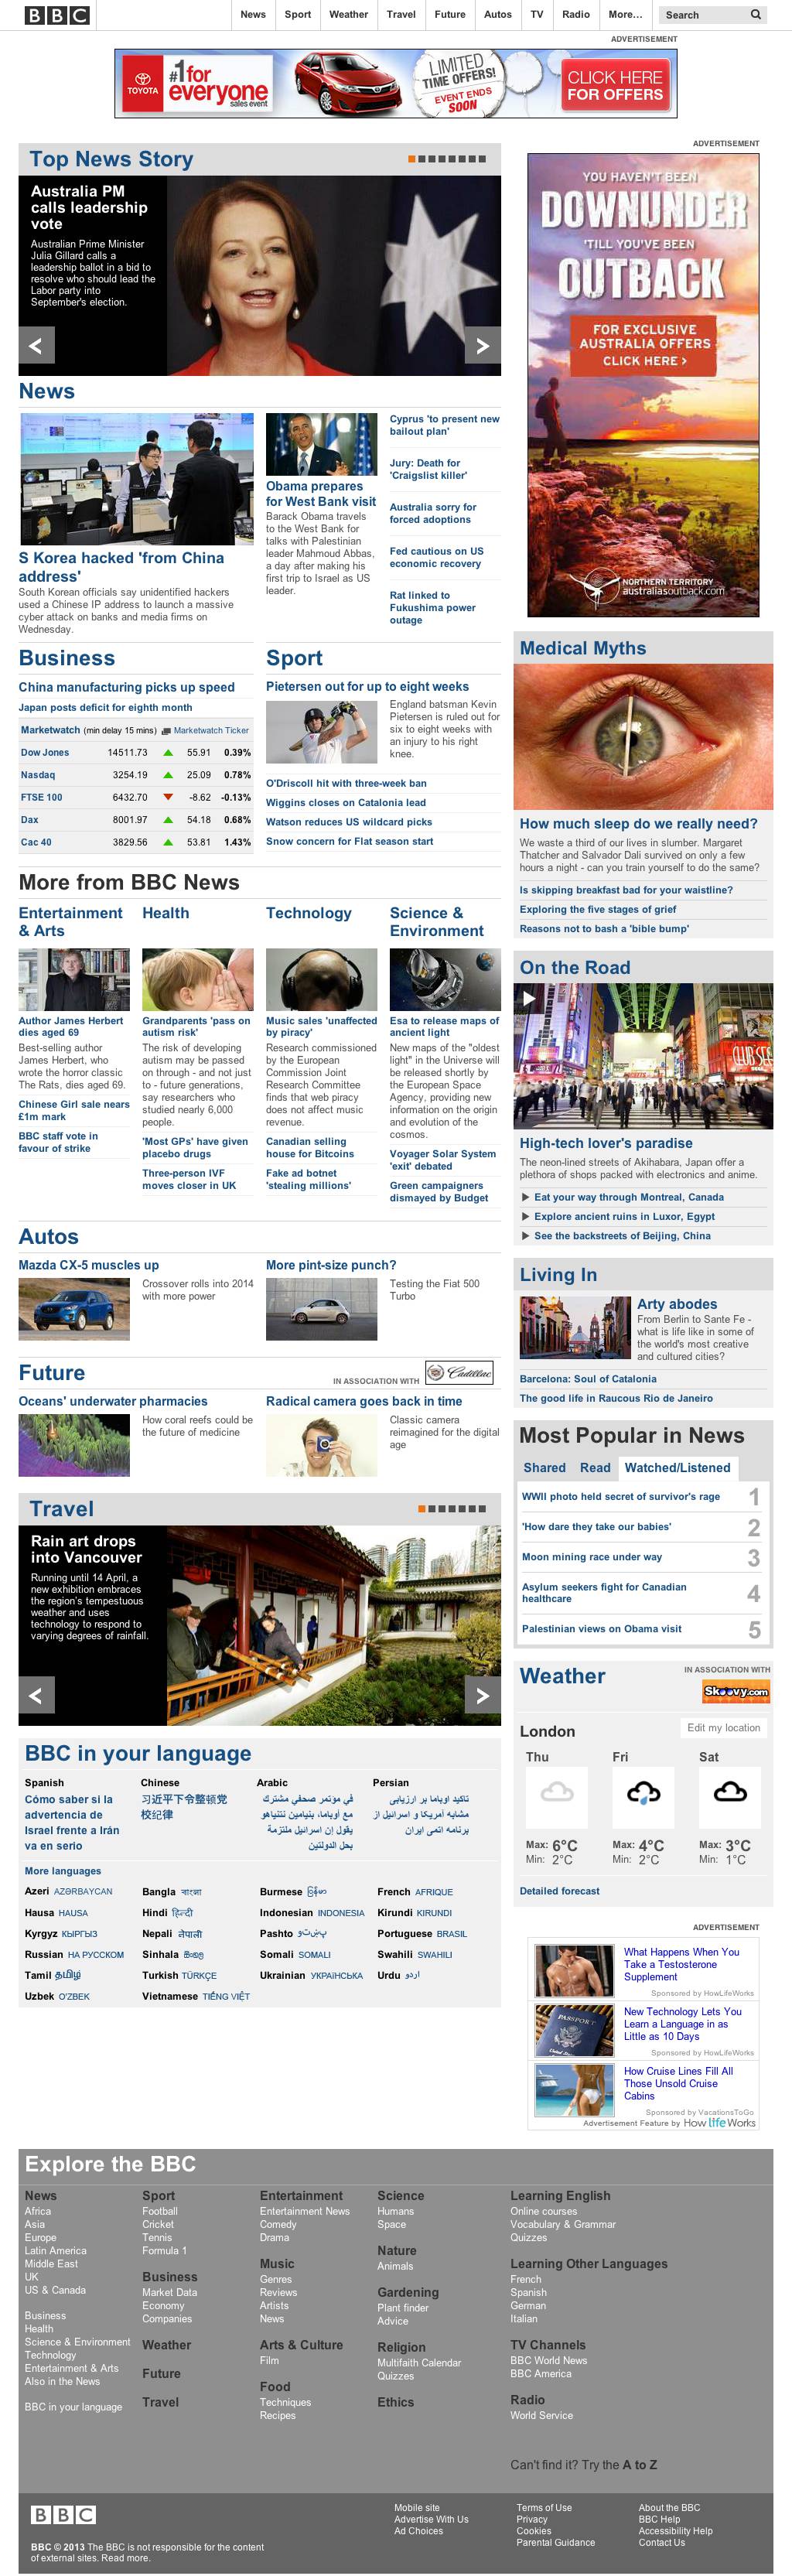 BBC
News
Sport
Weather
Travel
Future
Autos
TV
Radio
More...
Search
ADVERTISEMENT
TOYOTA
#1 for
everyone
sales event
LIMITED
TIME OFFERS!
EVENT ENDS
SOON
CLICK HERE
FOR OFFERS
Top News Story
Australia PM
calls leadership
vote
Australian Prime Minister
Julia Gillard calls a
leadership ballot in a bid to
resolve who should lead the
Labor party into
September's election.
ADVERTISEMENT
YOU HAVEN'T BEEN
DOWNUNDER
'TILL YOU'VE BEEN
OUTBACK
FOR EXCLUSIVE
AUSTRALIA OFFERS
CLICK HERE >
NORTHERN TERRITORY
australiasoutback.com
News
S Korea hacked 'from China
address'
South Korean officials say unidentified hackers
used a Chinese IP address to launch a massive
cyber attack on banks and media firms on
Wednesday.
Obama prepares
for West Bank visit
Barack Obama travels
to the West Bank for
talks with Palestinian
leader Mahmoud Abbas,
a day after making his
first trip to Israel as US
leader.
Cyprus 'to present new
bailout plan'
Jury: Death for
'Craigslist killer'
Australia sorry for
forced adoptions
Fed cautious on US
economic recovery
Rat linked to
Fukushima power
outage
Business
China manufacturing picks up speed
Japan posts deficit for eighth month
Marketwatch (min delay 15 mins) Marketwatch Ticker
Dow Jones 14511.73 55.91 0.39%
Nasdaq 3254.19 25.09 0.78%
FTSE 100 6432.70 -8.62 -0.13%
Dax 8001.97 54.18 0.68%
Cac 40 3829.56 53.81 1.43%
Sport
Pietersen out for up to eight weeks
England batsman Kevin
Pietersen is ruled out for
six to eight weeks with
an injury to his right
knee.
O'Driscoll hit with three-week ban
Wiggins closes on Catalonia lead
Watson reduces US wildcard picks
Snow concern for Flat season start
Medical Myths
How much sleep do we really need?
We waste a third of our lives in slumber. Margaret
Thatcher and Salvador Dali survived on only a few
hours a night - can you train yourself to do the same?
Is skipping breakfast bad for your waistline?
Exploring the five stages of grief
Reasons not to bash a 'bible bump'
More from BBC News
Entertainment
& Arts
Author James Herbert
dies aged 69
Best-selling author
James Herbert, who
wrote the horror classic
The Rats, dies aged 69.
Chinese Girl sale nears
£1m mark
BBC staff vote in
favour of strike
Health
Grandparents 'pass on
autism risk'
The risk of developing
autism may be passed
on through - and not just
to - future generations,
say researchers who
studied nearly 6,000
people.
'Most GPs' have given
placebo drugs
Three-person IVF
moves closer in UK
Technology
Music sales 'unaffected
by piracy'
Research commissioned
by the European
Commission Joint
Research Committee
finds that web piracy
does not affect music
revenue.
Canadian selling
house for Bitcoins
Fake ad botnet
'stealing millions'
Science &
Environment
Esa to release maps of
ancient light
New maps of the "oldest
light" in the Universe will
be released shortly by
the European Space
Agency, providing new
information on the origin
and evolution of the
cosmos.
Voyager Solar System
'exit' debated
Green campaigners
dismayed by Budget
On the Road
High-tech lover's paradise
The neon-lined streets of Akihabara, Japan offer a
plethora of shops packed with electronics and anime.
Eat your way through Montreal, Canada
Explore ancient ruins in Luxor, Egypt
See the backstreets of Beijing, China
Autos
Mazda CX-5 muscles up
Crossover rolls into 2014
with more power
More pint-size punch?
Testing the Fiat 500
Turbo
Living In
Arty abodes
From Berlin to Sante Fe -
what is life like in some of
the world's most creative
and cultured cities?
Barcelona: Soul of Catalonia
The good life in Raucous Rio de Janeiro
Future
IN ASSOCIATION WITH
Cadillac
Oceans' underwater pharmacies
How coral reefs could be
the future of medicine
Radical camera goes back in time
Classic camera
reimagined for the digital
age
Most Popular in News
Shared Read Watched/Listened
WWII photo held secret of survivor's rage 1
'How dare they take our babies' 2
Moon mining race under way 3
Asylum seekers fight for Canadian
healthcare 4
Palestinian views on Obama visit 5
Travel
Rain art drops
into Vancouver
Running until 14 April, a
new exhibition embraces
the region's tempestuous
weather and uses
technology to respond to
varying degrees of rainfall.
Weather
IN ASSOCIATION WITH
Skoovy.com
London
Edit my location
Thu Fri Sat
Max: 6°C Max: 4°C Max: 3°C
Min: 2°C Min: 2°C Min: 1°C
Detailed forecast
BBC in your language
Spanish
Cómo saber si la
advertencia de
Israel frente a Irán
va en serio
Chinese
习近平下令整顿党
校纪律
Arabic
في مؤتمر صحفي مشترك
مع أوباما، بنيامين نتنياهو
يقول إن اسرائيل ملتزمة
بحل الدولتين
Persian
تاکید اوباما بر ارزیابی
مشابه آمریکا و اسرائیل از
برنامه اتمی ایران
More languages
Azeri AZƏRBAYCAN
Bangla বাংলা
Burmese မြန်မာ
French AFRIQUE
Hausa HAUSA
Hindi हिन्दी
Indonesian INDONESIA
Kirundi KIRUNDI
Kyrgyz КЫРГЫЗ
Nepali नेपाली
Pashto پښتو
Portuguese BRASIL
Russian НА РУССКОМ
Sinhala සිංහල
Somali SOMALI
Swahili SWAHILI
Tamil தமிழ்
Turkish TÜRKÇE
Ukrainian УКРАЇНСЬКА
Urdu اردو
Uzbek O'ZBEK
Vietnamese TIẾNG VIỆT
ADVERTISEMENT
What Happens When You
Take a Testosterone
Supplement
Sponsored by HowLifeWorks
PASSPORT
New Technology Lets You
Learn a Language in as
Little as 10 Days
Sponsored by HowLifeWorks
How Cruise Lines Fill All
Those Unsold Cruise
Cabins
Sponsored by VacationsToGo
Advertisement Feature by How life Works
Explore the BBC
News
Africa
Asia
Europe
Latin America
Middle East
UK
US & Canada
Business
Health
Science & Environment
Technology
Entertainment & Arts
Also in the News
BBC in your language
Sport
Football
Cricket
Tennis
Formula 1
Business
Market Data
Economy
Companies
Weather
Future
Travel
Entertainment
Entertainment News
Comedy
Drama
Music
Genres
Reviews
Artists
News
Arts & Culture
Film
Food
Techniques
Recipes
Science
Humans
Space
Nature
Animals
Gardening
Plant finder
Advice
Religion
Multifaith Calendar
Quizzes
Ethics
Learning English
Online courses
Vocabulary & Grammar
Quizzes
Learning Other Languages
French
Spanish
German
Italian
TV Channels
BBC World News
BBC America
Radio
World Service
Can't find it? Try the A to Z
BBC
BBC © 2013 The BBC is not responsible for the content
of external sites. Read more.
Mobile site
Advertise With Us
Ad Choices
Terms of Use
Privacy
Cookies
Parental Guidance
About the BBC
BBC Help
Accessibility Help
Contact Us